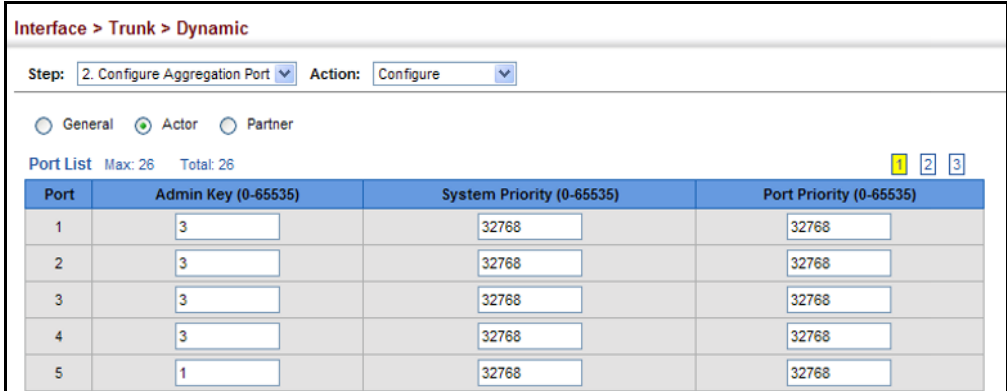 Interface > Trunk > Dynamic
Step: 2. Configure Aggregation Port Action: Configure
General Actor Partner
Port List Max: 26 Total: 26 1 2 3
Port Admin Key (0-65535) System Priority (0-65535) Port Priority (0-65535)
1 3 32768 32768
2 3 32768 32768
3 3 32768 32768
4 3 32768 32768
5 1 32768 32768